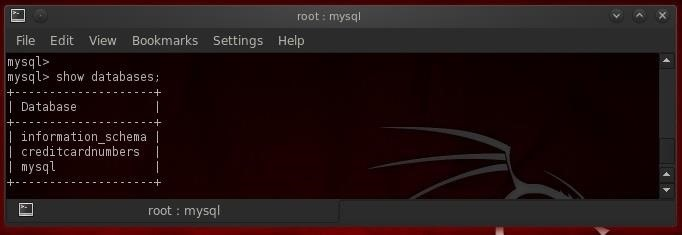 root : mysql
File Edit View Bookmarks Settings Help
mysql>
mysql> show databases;
+--------------------+
| Database           |
+--------------------+
| information_schema |
| creditcardnumbers  |
| mysql              |
+--------------------+
root : mysql